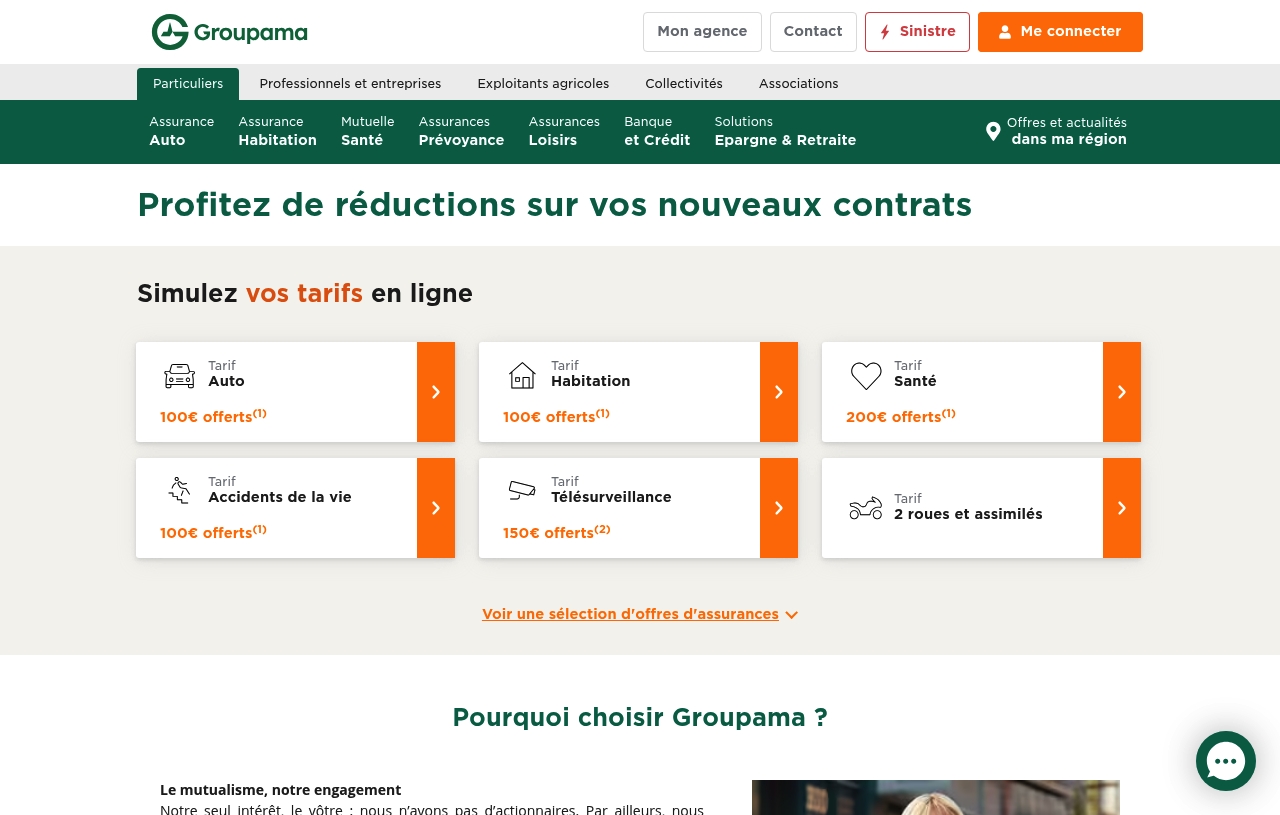 Groupama
Mon agence
Contact
Sinistre
Me connecter
Particuliers
Professionnels et entreprises
Exploitants agricoles
Collectivités
Associations
Assurance
Auto
Assurance
Habitation
Mutuelle
Santé
Assurances
Prévoyance
Assurances
Loisirs
Banque
et Crédit
Solutions
Epargne & Retraite
Offres et actualités
dans ma région
Profitez de réductions sur vos nouveaux contrats
Simulez vos tarifs en ligne
Tarif
Auto
100€ offerts(1)
Tarif
Habitation
100€ offerts(1)
Tarif
Santé
200€ offerts(1)
Tarif
Accidents de la vie
100€ offerts(1)
Tarif
Télésurveillance
150€ offerts(2)
Tarif
2 roues et assimilés
Voir une sélection d'offres d'assurances
Pourquoi choisir Groupama ?
Le mutualisme, notre engagement
Notre seul intérêt, le vôtre : nous n’avons pas d’actionnaires. Par ailleurs, nous